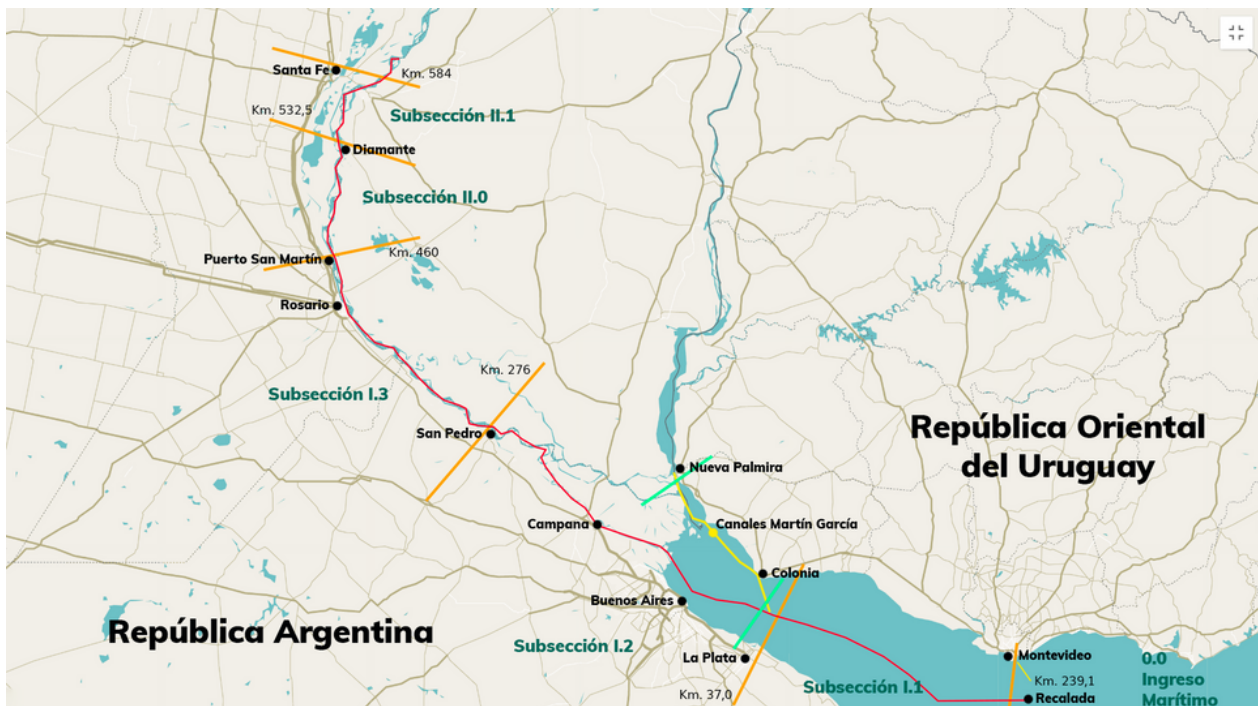 Santa Fe
Km. 584
Km. 532,5
Subsección II.1
Diamante
Subsección II.0
Puerto San Martín
Km. 460
Rosario
Km. 276
Subsección I.3
San Pedro
República Oriental
del Uruguay
Nueva Palmira
Campana
Canales Martín García
Colonia
Buenos Aires
República Argentina
Subsección I.2
La Plata
Km. 37,0
Subsección I.1
Montevideo
Km. 239,1
Recalada
0.0
Ingreso
Marítimo